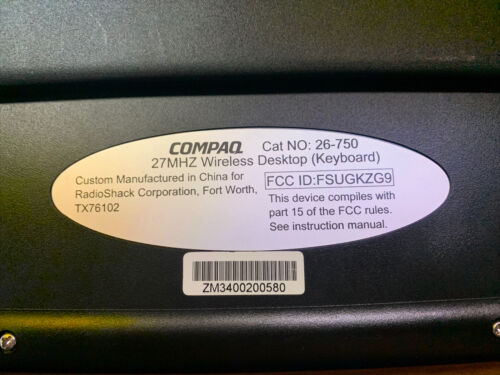 COMPAQ Cat NO: 26-750
27MHZ Wireless Desktop (Keyboard)
Custom Manufactured in China for
RadioShack Corporation, Fort Worth,
TX76102
FCC ID:FSUGKZG9
This device compiles with
part 15 of the FCC rules.
See instruction manual.
ZM3400200580